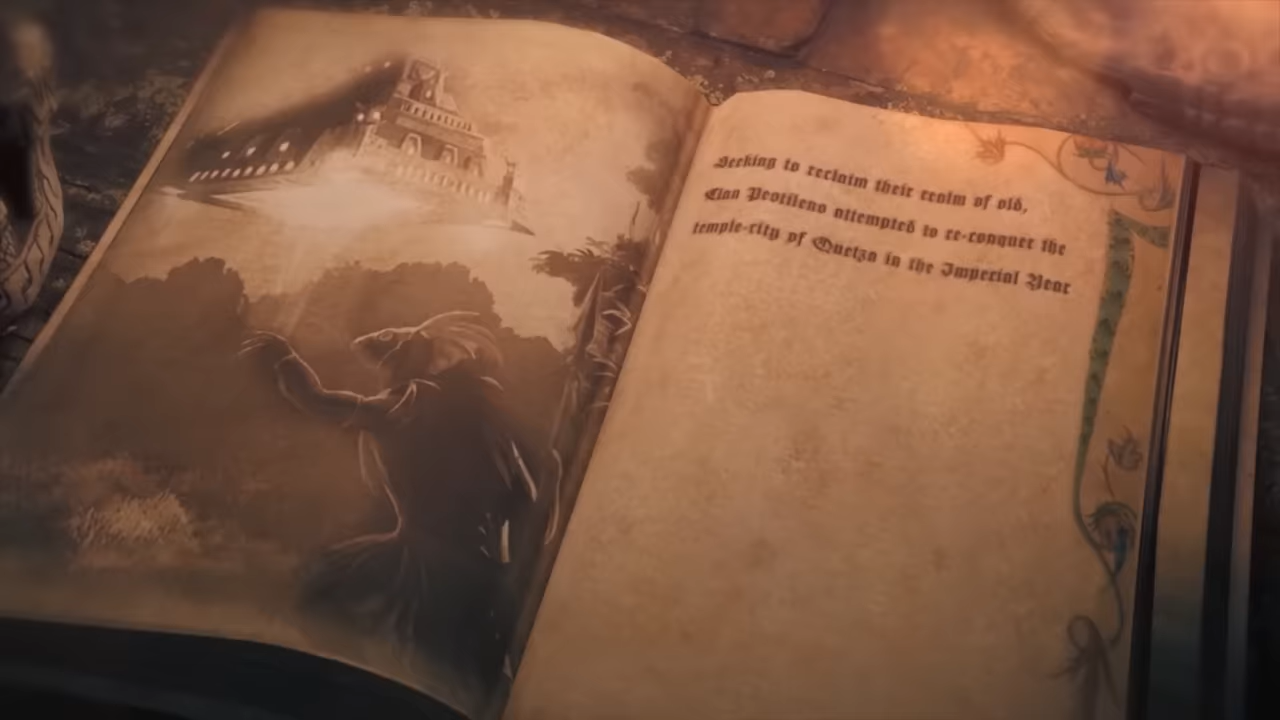 Seeking to reclaim their realm of old,
Clan Pestilens attempted to re-conquer the
temple-city of Quetza in the Imperial Year